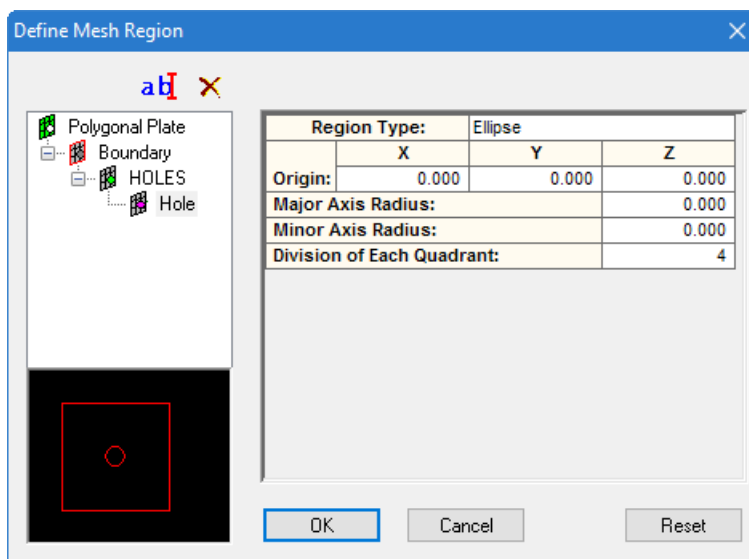 Define Mesh Region
ab
Polygonal Plate
Boundary
HOLES
Hole
Region Type: Ellipse
X Y Z
Origin: 0.000 0.000 0.000
Major Axis Radius: 0.000
Minor Axis Radius: 0.000
Division of Each Quadrant: 4
OK Cancel Reset